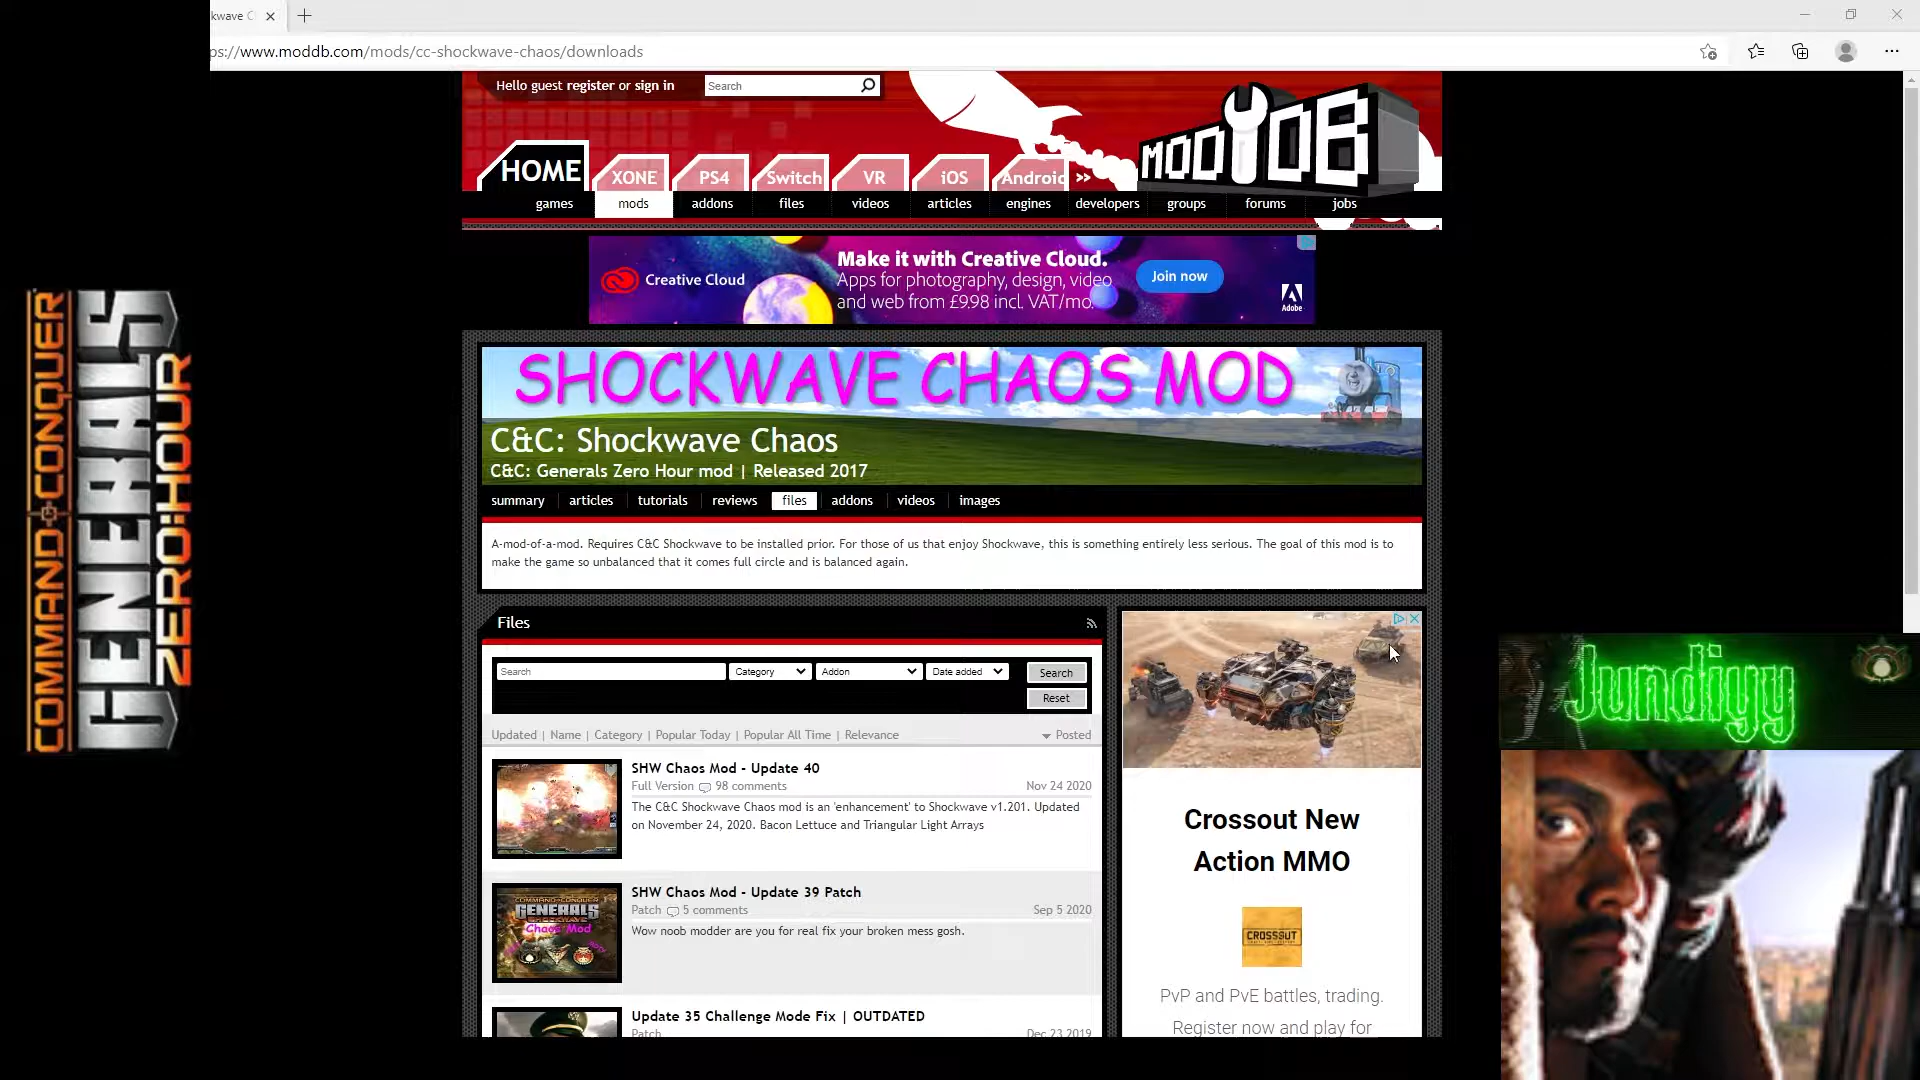 kwave C
ps://www.moddb.com/mods/cc-shockwave-chaos/downloads
Hello guest register or sign in
Search
MODDB
HOME
XONE
PS4
Switch
VR
iOS
Android
>>
games
mods
addons
files
videos
articles
engines
developers
groups
forums
jobs
Creative Cloud
Make it with Creative Cloud.
Apps for photography, design, video
and web from £9.98 incl. VAT/mo.
Join now
Adobe
SHOCKWAVE CHAOS MOD
C&C: Shockwave Chaos
C&C: Generals Zero Hour mod | Released 2017
summary
articles
tutorials
reviews
files
addons
videos
images
A-mod-of-a-mod. Requires C&C Shockwave to be installed prior. For those of us that enjoy Shockwave, this is something entirely less serious. The goal of this mod is to
make the game so unbalanced that it comes full circle and is balanced again.
Files
Search
Category
Addon
Date added
Search
Reset
Updated | Name | Category | Popular Today | Popular All Time | Relevance
Posted
SHW Chaos Mod - Update 40
Full Version 98 comments
Nov 24 2020
The C&C Shockwave Chaos mod is an 'enhancement' to Shockwave v1.201. Updated
on November 24, 2020. Bacon Lettuce and Triangular Light Arrays
COMMAND CONQUER
GENERALS
Chaos Mod
SHW Chaos Mod - Update 39 Patch
Patch 5 comments
Sep 5 2020
Wow noob modder are you for real fix your broken mess gosh.
Update 35 Challenge Mode Fix | OUTDATED
Patch
Dec 23 2019
Crossout New
Action MMO
CROSSOUT
PvP and PvE battles, trading.
Register now and play for
COMMAND CONQUER
GENERALS
ZERO:HOUR
Jundiyy